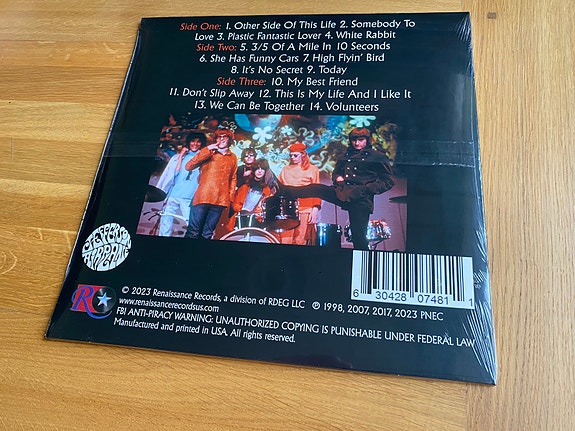 Side One: 1. Other Side Of This Life 2. Somebody To
Love 3. Plastic Fantastic Lover 4. White Rabbit
Side Two: 5. 3/5 Of A Mile In 10 Seconds
6. She Has Funny Cars 7. High Flyin' Bird
8. It's No Secret 9. Today
Side Three: 10. My Best Friend
11. Don't Slip Away 12. This Is My Life And I Like It
13. We Can Be Together 14. Volunteers
JEFFERSON
AIRPLANE
6 30428 07481 1
R
© 2023 Renaissance Records, a division of RDEG LLC ℗ 1998, 2007, 2017, 2023 PNEC
www.renaissancerecordsus.com
FBI ANTI-PIRACY WARNING: UNAUTHORIZED COPYING IS PUNISHABLE UNDER FEDERAL LAW
Manufactured and printed in USA. All rights reserved.